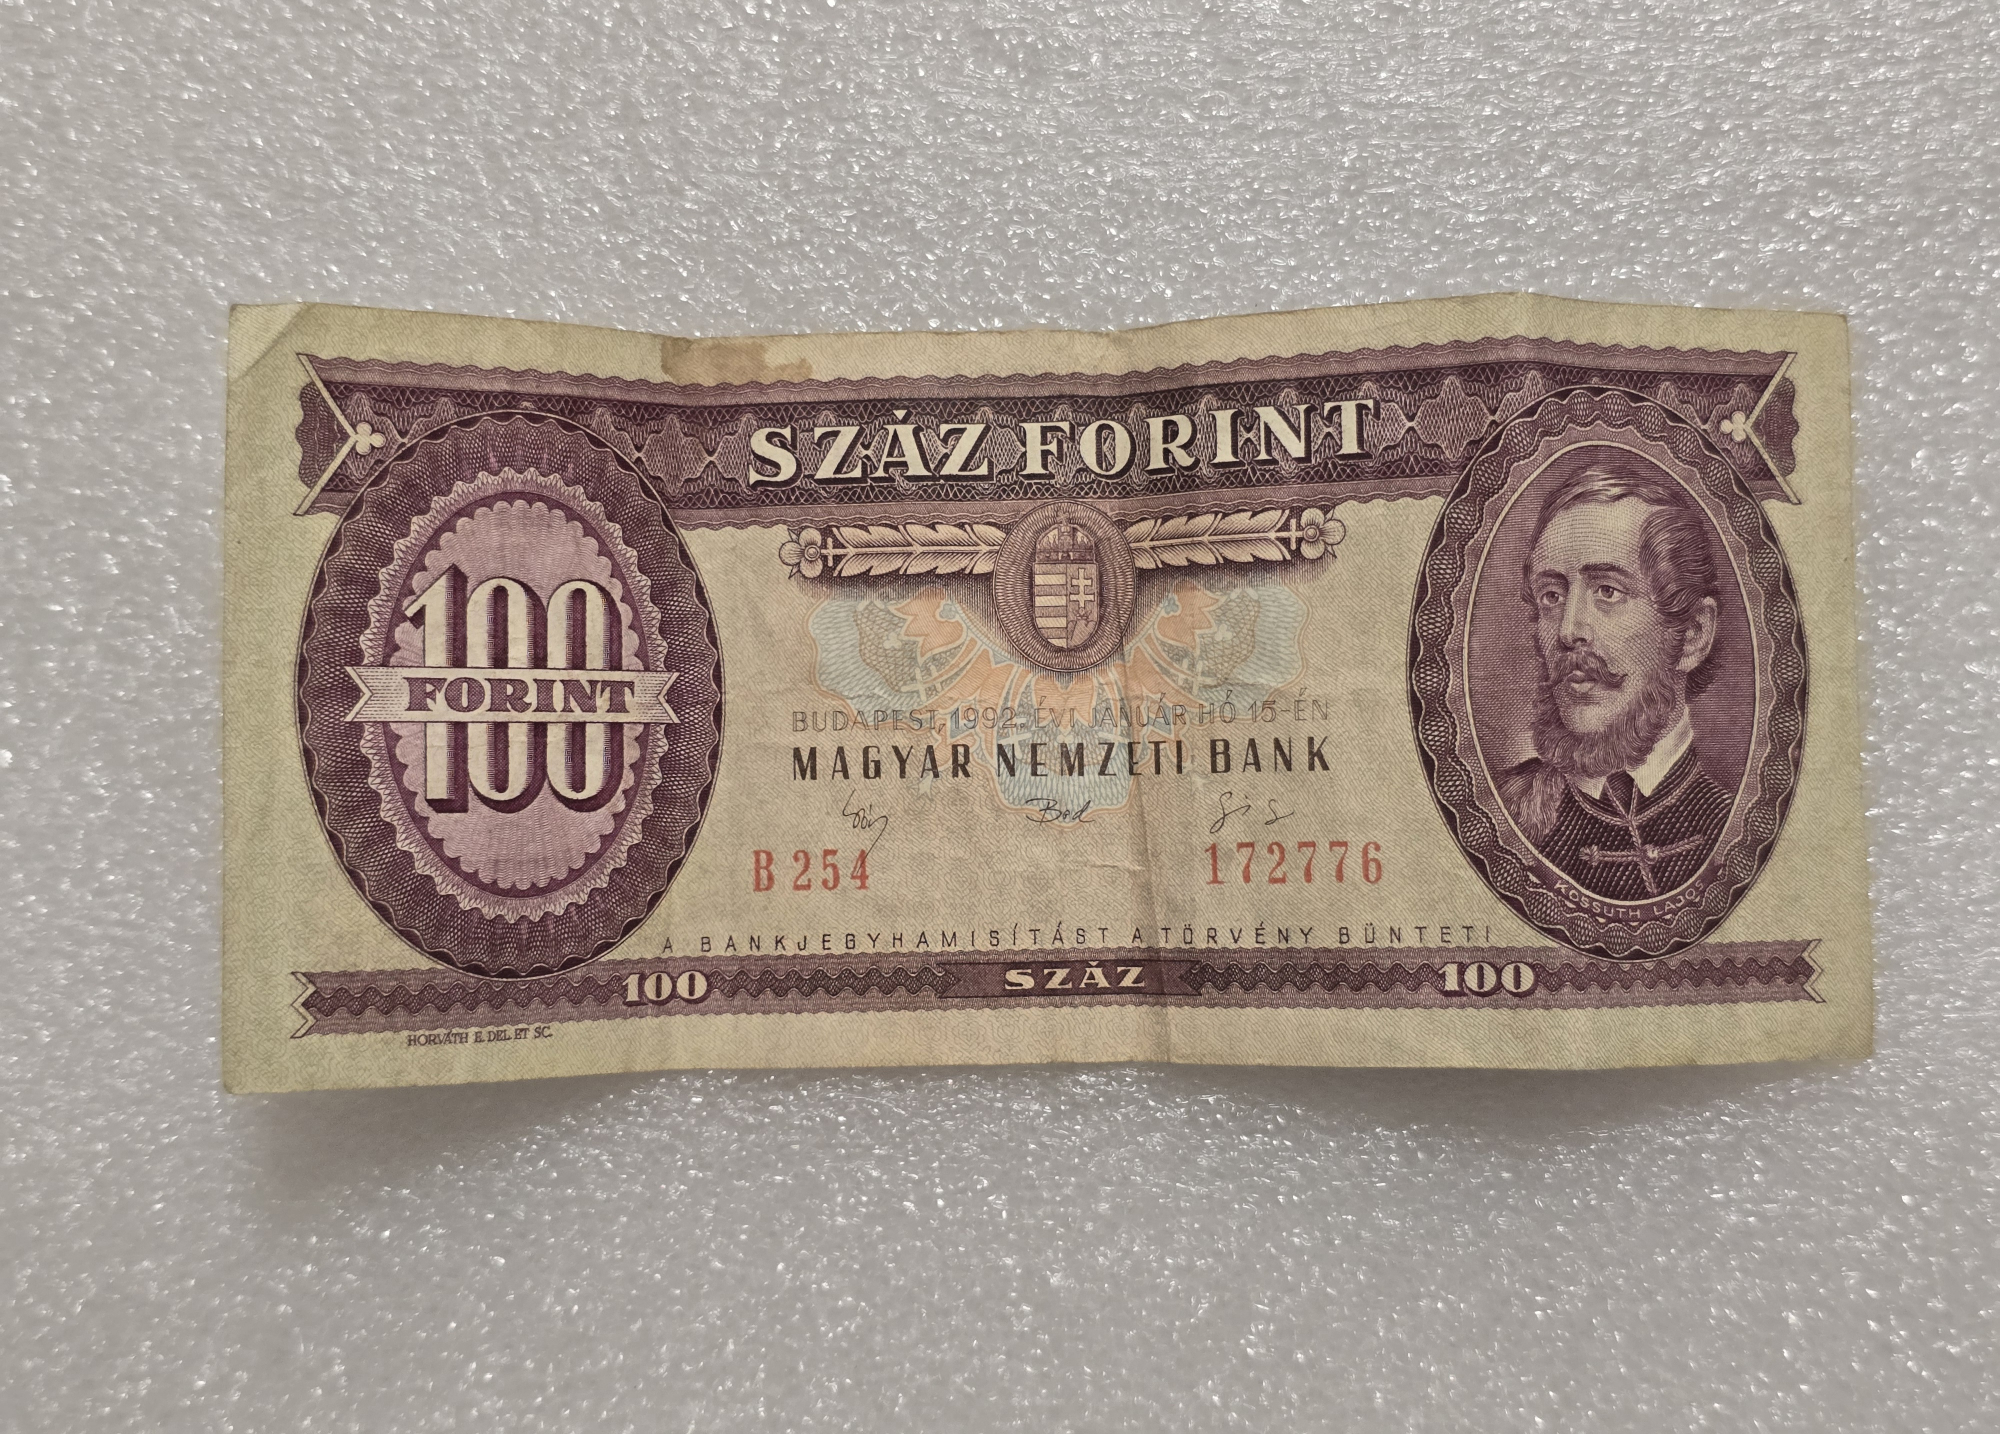 SZÁZ FORINT
100
FORINT
100
BUDAPEST, 1992. ÉVI JANUÁR HÓ 15-ÉN
MAGYAR NEMZETI BANK
B 254 172776
KOSSUTH LAJOS
A BANKJEGYHAMISÍTÁST A TÖRVÉNY BÜNTETI
100 SZÁZ 100
HORVÁTH E. DEL. ET SC.